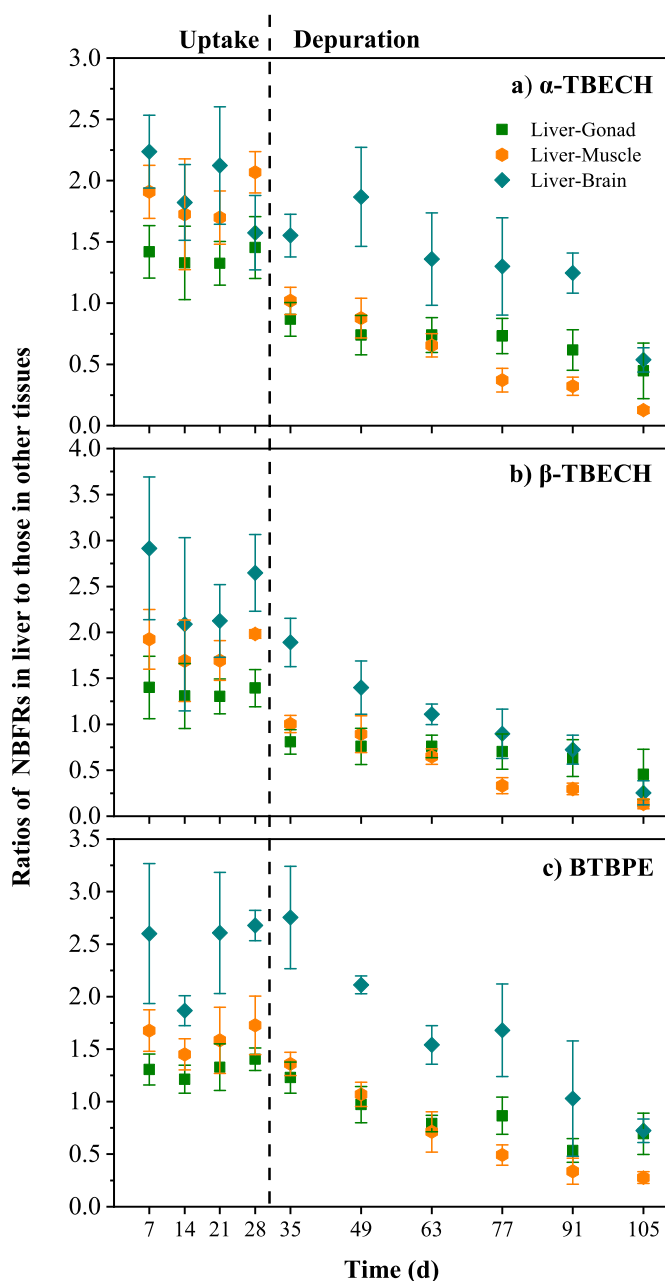 Uptake Depuration
3.0
a) α-TBECH
2.5
Liver-Gonad
Liver-Muscle
2.0
Liver-Brain
1.5
1.0
0.5
0.0
4.0
b) β-TBECH
3.5
3.0
2.5
2.0
1.5
1.0
0.5
0.0
3.5
c) BTBPE
3.0
2.5
2.0
1.5
1.0
0.5
0.0
7 14 21 28 35 49 63 77 91 105
Time (d)
Ratios of NBFRs in liver to those in other tissues